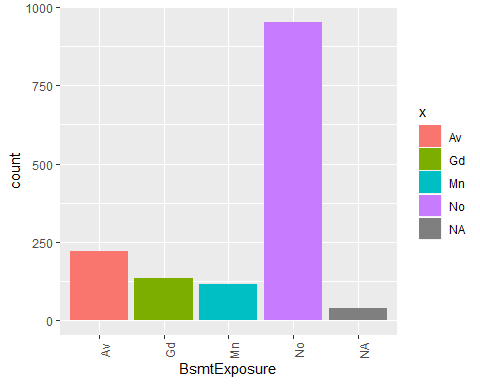 1000
750
500
250
0
count
Av
Gd
Mn
No
NA
BsmtExposure
x
Av
Gd
Mn
No
NA